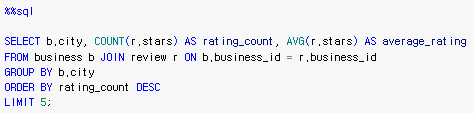 %%sql
SELECT b.city, COUNT(r.stars) AS rating_count, AVG(r.stars) AS average_rating
FROM business b JOIN review r ON b.business_id = r.business_id
GROUP BY b.city
ORDER BY rating_count DESC
LIMIT 5;